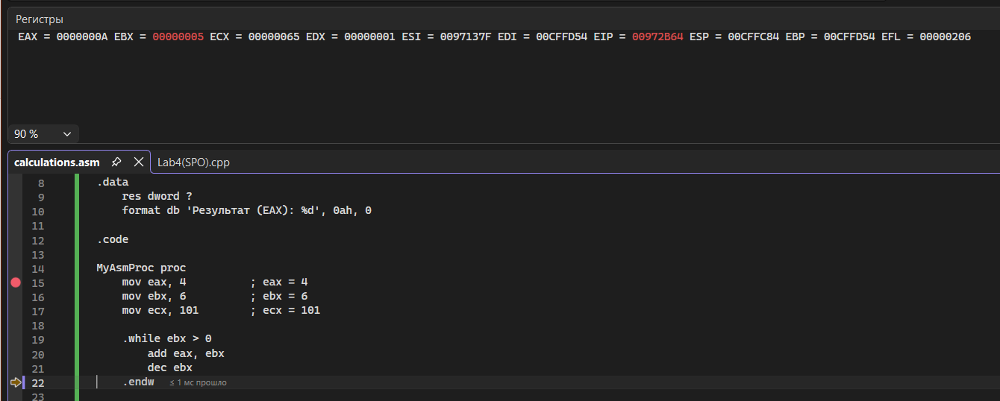 Регистры
EAX = 0000000A EBX = 00000005 ECX = 00000065 EDX = 00000001 ESI = 0097137F EDI = 00CFFD54 EIP = 00972B64 ESP = 00CFFC84 EBP = 00CFFD54 EFL = 00000206
90 %
calculations.asm Lab4(SPO).cpp
8 .data
9 res dword ?
10 format db 'Результат (EAX): %d', 0ah, 0
11
12 .code
13
14 MyAsmProc proc
15 mov eax, 4 ; eax = 4
16 mov ebx, 6 ; ebx = 6
17 mov ecx, 101 ; ecx = 101
18
19 .while ebx > 0
20 add eax, ebx
21 dec ebx
22 .endw ≤ 1 мс прошло
23